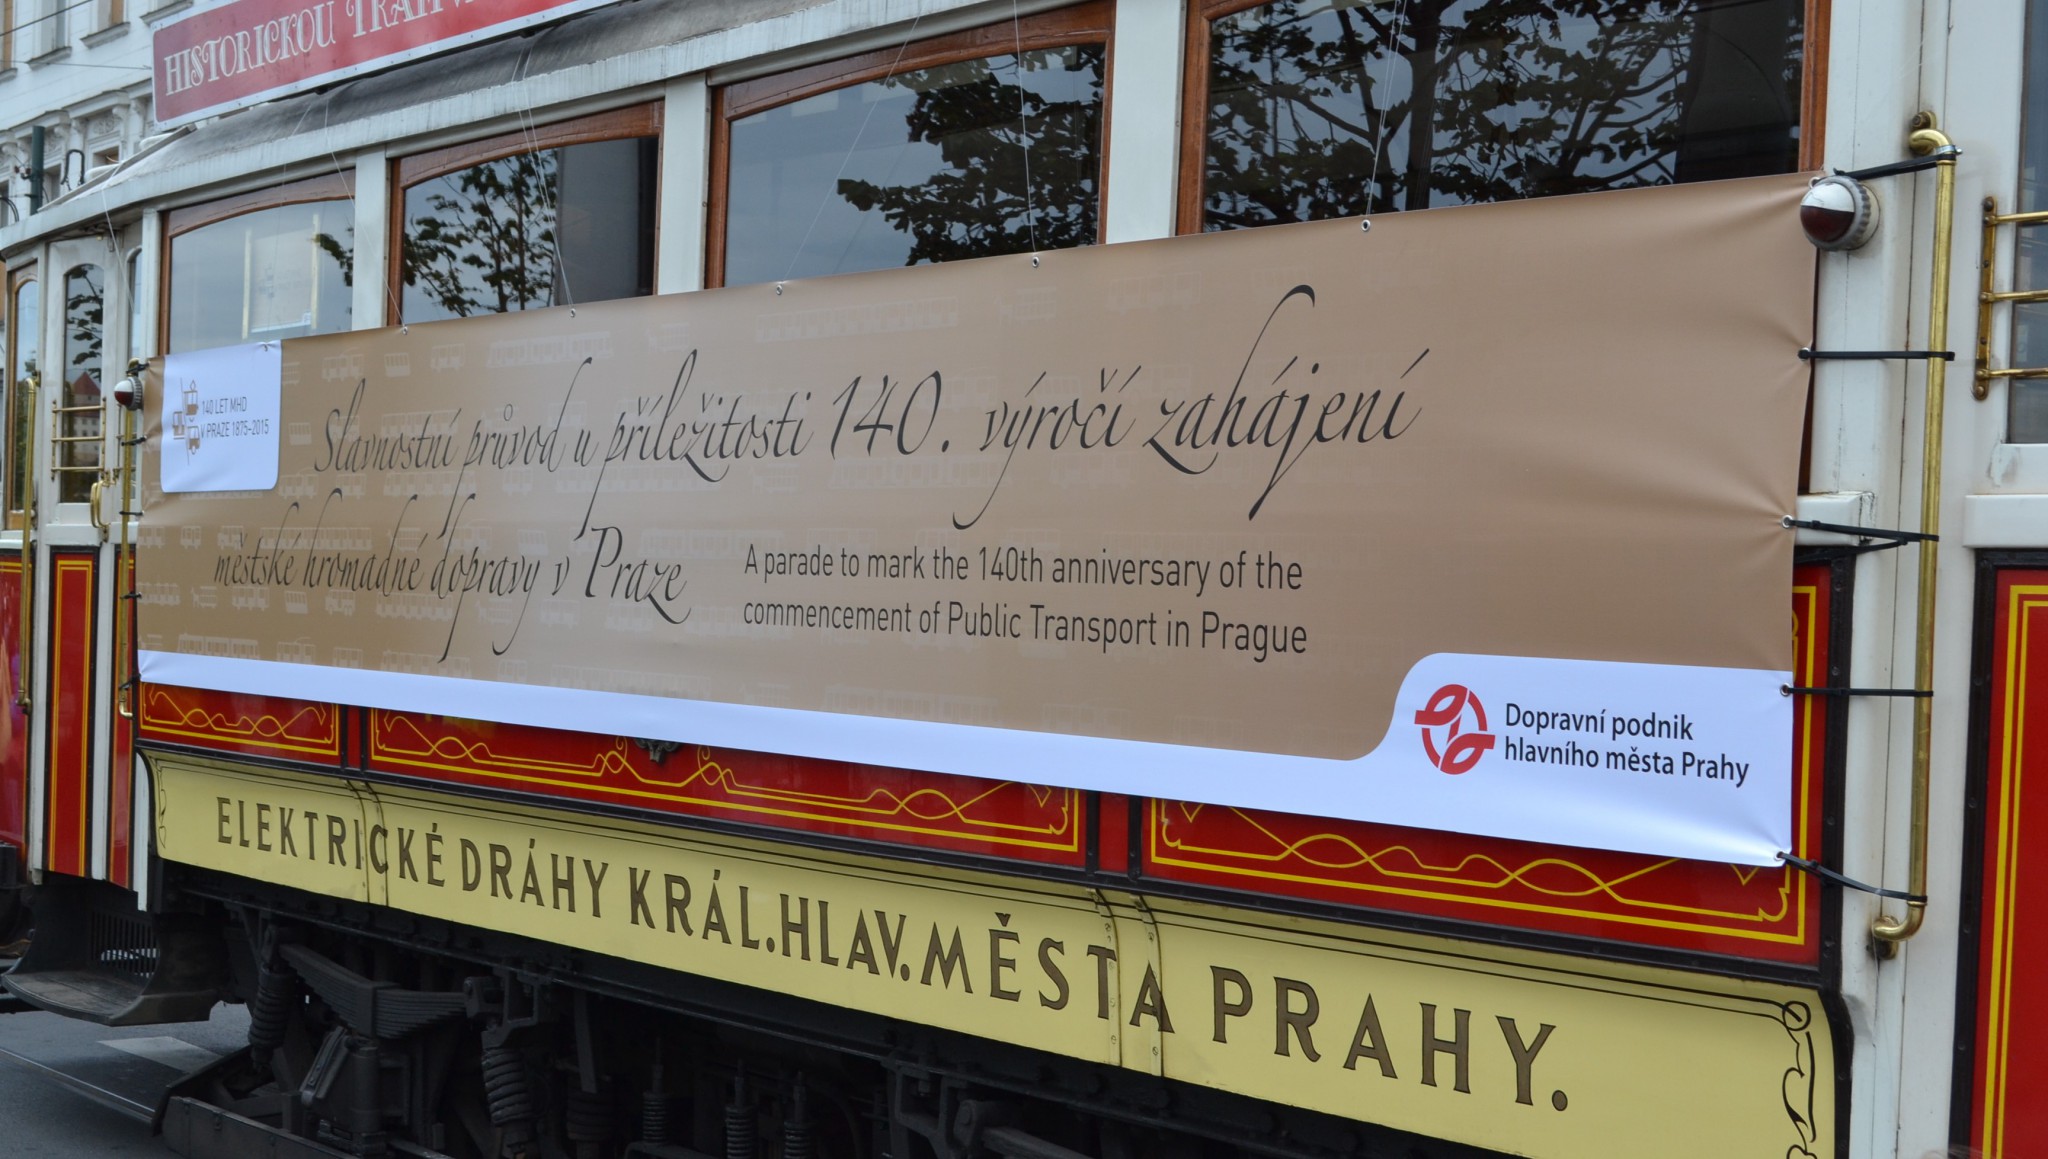 HISTORICKOU
140 LET MHD
V PRAZE 1875-2015
Slavnostní průvod u příležitosti 140. výročí zahájení
městské hromadné dopravy v Praze
A parade to mark the 140th anniversary of the
commencement of Public Transport in Prague
Dopravní podnik
hlavního města Prahy
ELEKTRICKÉ DRÁHY KRÁL.HLAV.MĚSTA PRAHY.